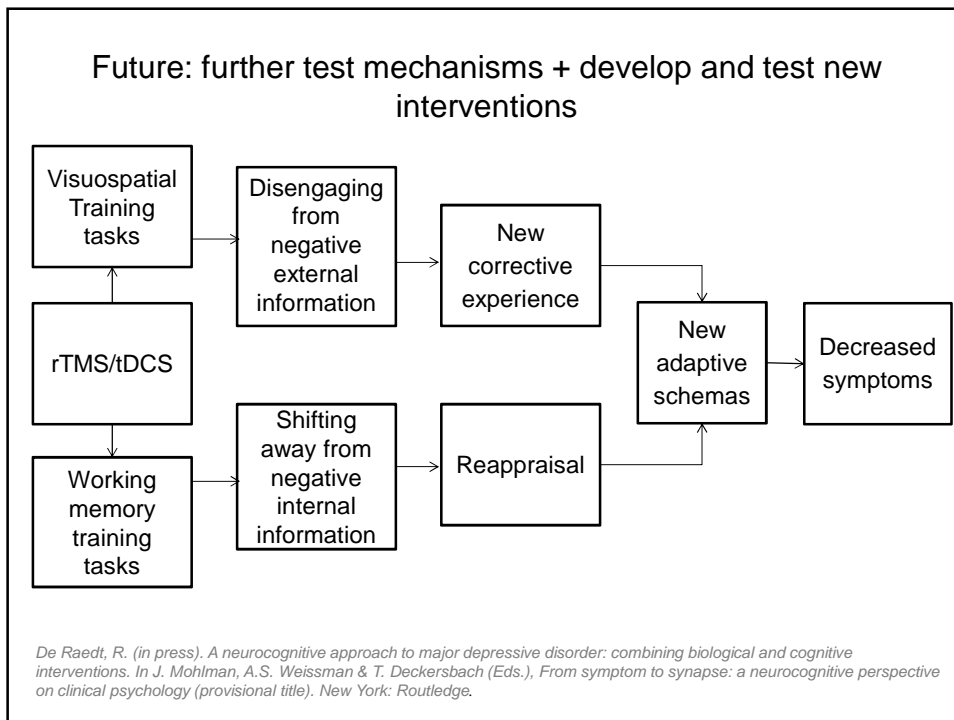 Future: further test mechanisms + develop and test new
interventions
Visuospatial
Training
tasks
Disengaging
from
negative
external
information
New
corrective
experience
rTMS/tDCS
New
adaptive
schemas
Decreased
symptoms
Working
memory
training
tasks
Shifting
away from
negative
internal
information
Reappraisal
De Raedt, R. (in press). A neurocognitive approach to major depressive disorder: combining biological and cognitive
interventions. In J. Mohlman, A.S. Weissman & T. Deckersbach (Eds.), From symptom to synapse: a neurocognitive perspective
on clinical psychology (provisional title). New York: Routledge.